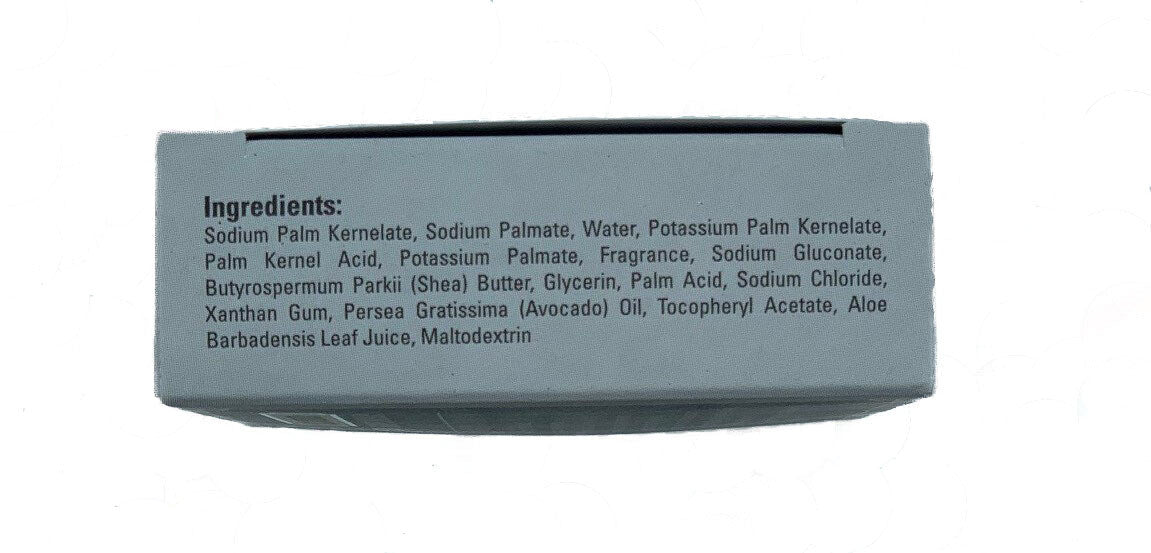 Ingredients:
Sodium Palm Kernelate, Sodium Palmate, Water, Potassium Palm Kernelate,
Palm Kernel Acid, Potassium Palmate, Fragrance, Sodium Gluconate,
Butyrospermum Parkii (Shea) Butter, Glycerin, Palm Acid, Sodium Chloride,
Xanthan Gum, Persea Gratissima (Avocado) Oil, Tocopheryl Acetate, Aloe
Barbadensis Leaf Juice, Maltodextrin